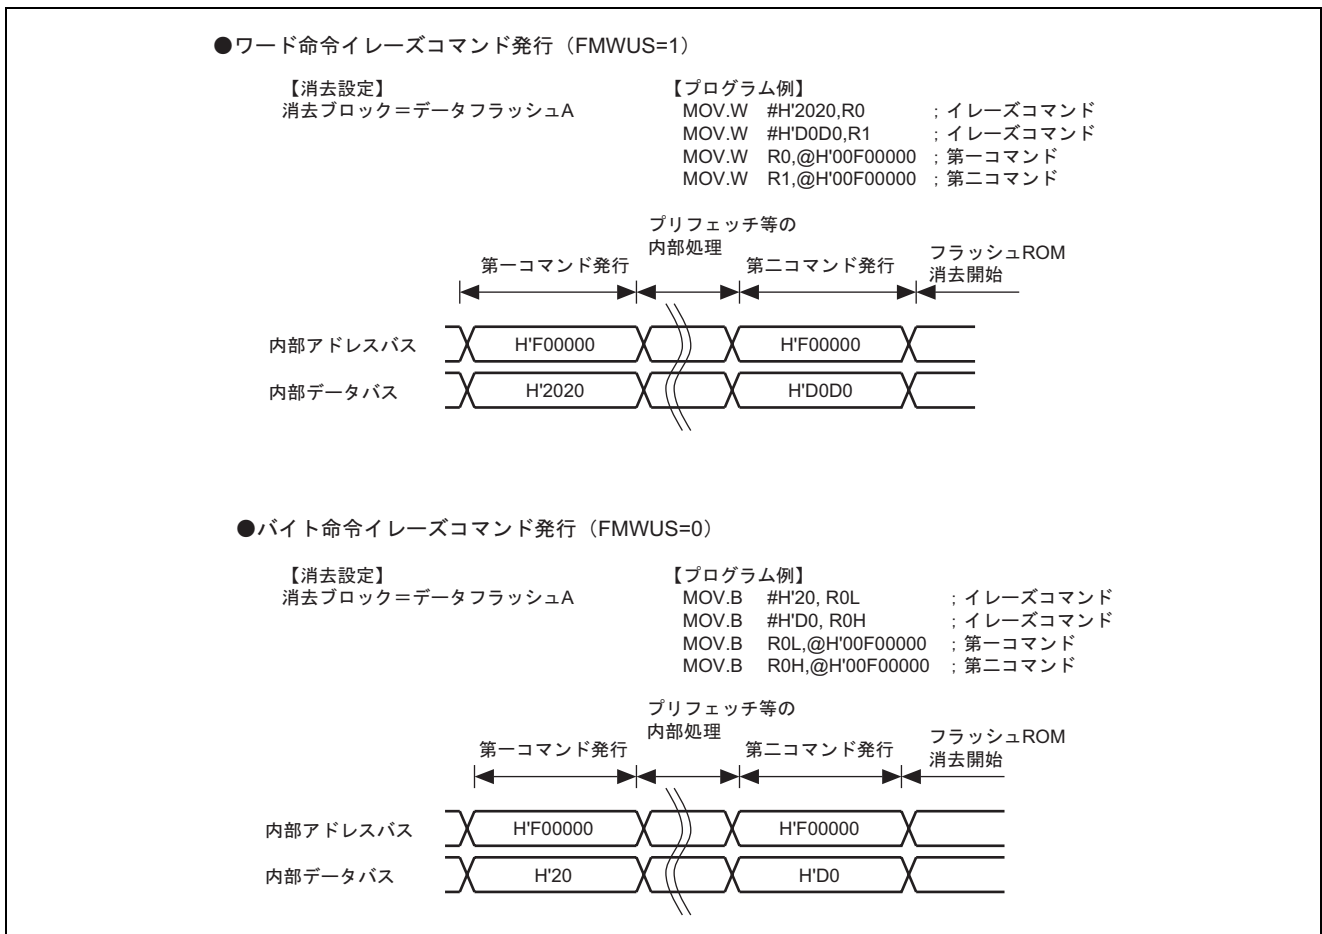 ●ワード命令イレーズコマンド発行（FMWUS=1）
【消去設定】
消去ブロック＝データフラッシュA
【プログラム例】
MOV.W #H'2020,R0 ; イレーズコマンド
MOV.W #H'D0D0,R1 ; イレーズコマンド
MOV.W R0,@H'00F00000 ; 第一コマンド
MOV.W R1,@H'00F00000 ; 第二コマンド
プリフェッチ等の
内部処理
第一コマンド発行
第二コマンド発行
フラッシュROM
消去開始
内部アドレスバス H'F00000 H'F00000
内部データバス H'2020 H'D0D0
●バイト命令イレーズコマンド発行（FMWUS=0）
【消去設定】
消去ブロック＝データフラッシュA
【プログラム例】
MOV.B #H'20, R0L ; イレーズコマンド
MOV.B #H'D0, R0H ; イレーズコマンド
MOV.B R0L,@H'00F00000 ; 第一コマンド
MOV.B R0H,@H'00F00000 ; 第二コマンド
プリフェッチ等の
内部処理
第一コマンド発行
第二コマンド発行
フラッシュROM
消去開始
内部アドレスバス H'F00000 H'F00000
内部データバス H'20 H'D0